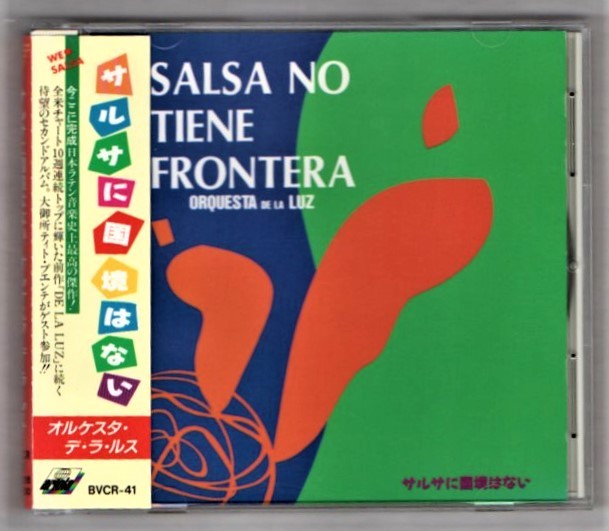 WE'R
SALSA
サルサに国境はない
今ここに完成日本ラテン音楽史上最高の傑作!
全米チャート10週連続トップに輝いた前作「DE LA LUZ」に続く
待望のセカンドアルバム。大御所ティト・プエンテがゲスト参加!!
オルケスタ・
デ・ラ・ルス
BVCR-41
SALSA NO
TIENE
FRONTERA
ORQUESTA DE LA LUZ
サルサに国境はない